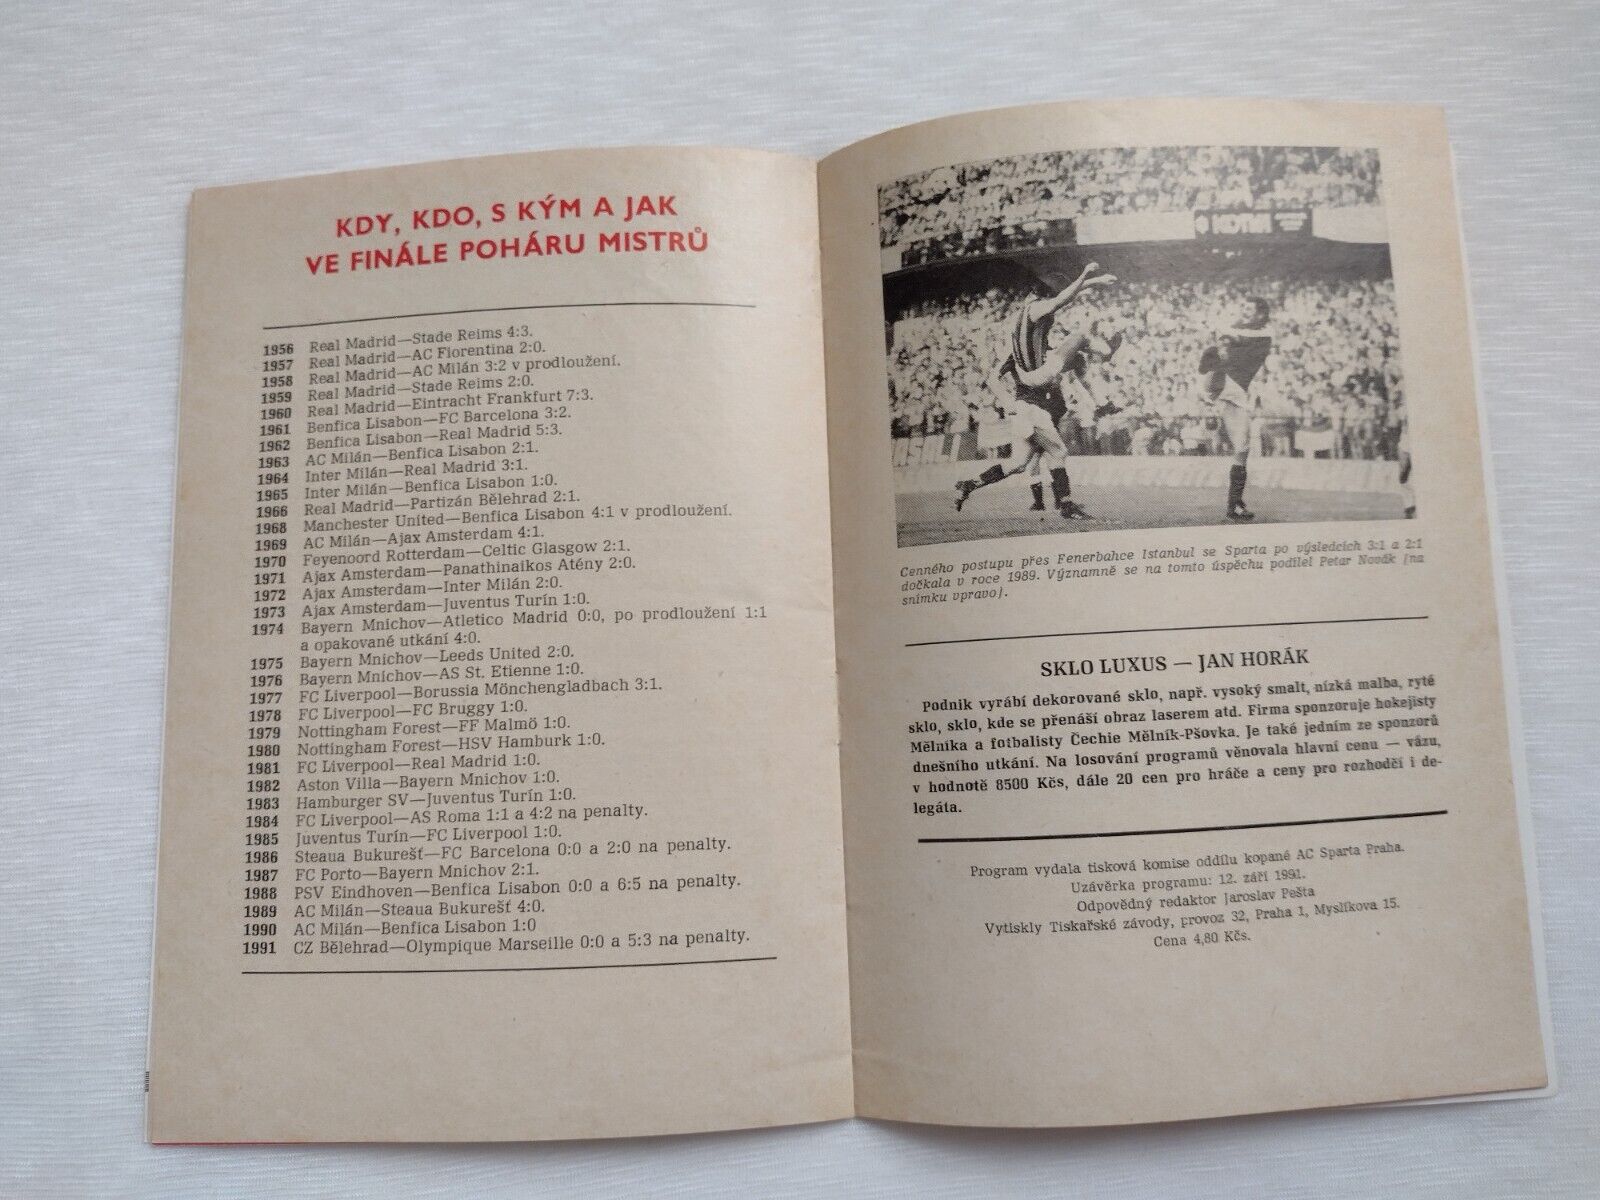 KDY, KDO, S KÝM A JAK
VE FINÁLE POHÁRU MISTRŮ
1956 Real Madrid—Stade Reims 4:3.
1957 Real Madrid—AC Fiorentina 2:0.
1958 Real Madrid—AC Milán 3:2 v prodloužení.
1959 Real Madrid—Stade Reims 2:0.
1960 Real Madrid—Eintracht Frankfurt 7:3.
1961 Benfica Lisabon—FC Barcelona 3:2.
1962 Benfica Lisabon—Real Madrid 5:3.
1963 AC Milán—Benfica Lisabon 2:1.
1964 Inter Milán—Real Madrid 3:1.
1965 Inter Milán—Benfica Lisabon 1:0.
1966 Real Madrid—Partizán Bělehrad 2:1.
1968 Manchester United—Benfica Lisabon 4:1 v prodloužení.
1969 AC Milán—Ajax Amsterdam 4:1.
1970 Feyenoord Rotterdam—Celtic Glasgow 2:1.
1971 Ajax Amsterdam—Panathinaikos Atény 2:0.
1972 Ajax Amsterdam—Inter Milán 2:0.
1973 Ajax Amsterdam—Juventus Turín 1:0.
1974 Bayern Mnichov—Atletico Madrid 0:0, po prodloužení 1:1
a opakované utkání 4:0.
1975 Bayern Mnichov—Leeds United 2:0.
1976 Bayern Mnichov—AS St. Etienne 1:0.
1977 FC Liverpool—Borussia Mönchengladbach 3:1.
1978 FC Liverpool—FC Bruggy 1:0.
1979 Nottingham Forest—FF Malmö 1:0.
1980 Nottingham Forest—HSV Hamburk 1:0.
1981 FC Liverpool—Real Madrid 1:0.
1982 Aston Villa—Bayern Mnichov 1:0.
1983 Hamburger SV—Juventus Turín 1:0.
1984 FC Liverpool—AS Roma 1:1 a 4:2 na penalty.
1985 Juventus Turín—FC Liverpool 1:0.
1986 Steaua Bukurešť—FC Barcelona 0:0 a 2:0 na penalty.
1987 FC Porto—Bayern Mnichov 2:1.
1988 PSV Eindhoven—Benfica Lisabon 0:0 a 6:5 na penalty.
1989 AC Milán—Steaua Bukurešť 4:0.
1990 AC Milán—Benfica Lisabon 1:0
1991 CZ Bělehrad—Olympique Marseille 0:0 a 5:3 na penalty.
Cenného postupu přes Fenerbahce Istanbul se Sparta po výsledcích 3:1 a 2:1
dočkala v roce 1989. Významně se na tomto úspěchu podílel Petar Novák [na
snímku vpravo].
SKLO LUXUS — JAN HORÁK
Podnik vyrábí dekorované sklo, např. vysoký smalt, nízká malba, ryté
sklo, sklo, kde se přenáší obraz laserem atd. Firma sponzoruje hokejisty
Mělníka a fotbalisty Čechie Mělník-Pšovka. Je také jedním ze sponzorů
dnešního utkání. Na losování programů věnovala hlavní cenu — vázu,
v hodnotě 8500 Kčs, dále 20 cen pro hráče a ceny pro rozhodčí i de-
legáta.
Program vydala tisková komise oddílu kopané AC Sparta Praha.
Uzávěrka programu: 12. září 1991.
Odpovědný redaktor Jaroslav Pešta
Vytiskly Tiskařské závody, provoz 32, Praha 1, Myslíkova 15.
Cena 4,80 Kčs.